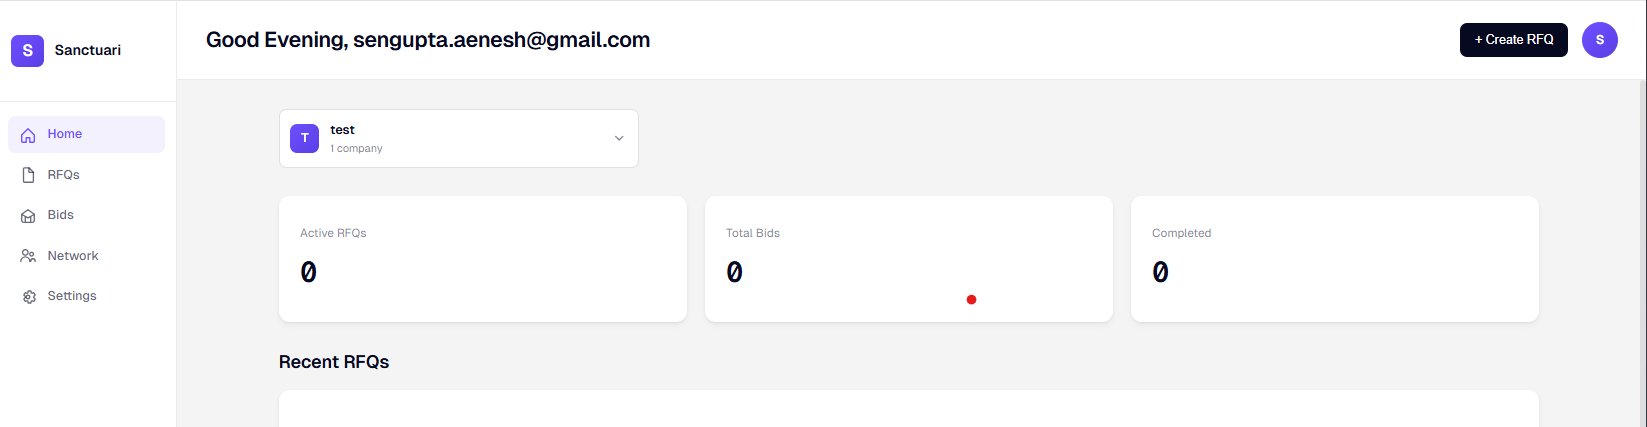 S Sanctuari
Good Evening, sengupta.aenesh@gmail.com
+ Create RFQ
S
Home
RFQs
Bids
Network
Settings
T
test
1 company
Active RFQs
0
Total Bids
0
Completed
0
Recent RFQs